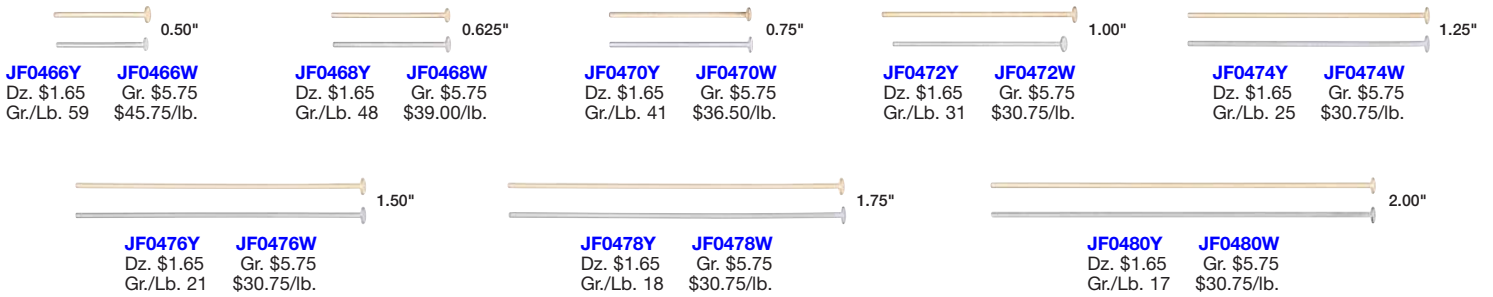 0.50"
JF0466Y JF0466W
Dz. $1.65 Gr. $5.75
Gr./Lb. 59 $45.75/lb.
0.625"
JF0468Y JF0468W
Dz. $1.65 Gr. $5.75
Gr./Lb. 48 $39.00/lb.
0.75"
JF0470Y JF0470W
Dz. $1.65 Gr. $5.75
Gr./Lb. 41 $36.50/lb.
1.00"
JF0472Y JF0472W
Dz. $1.65 Gr. $5.75
Gr./Lb. 31 $30.75/lb.
1.25"
JF0474Y JF0474W
Dz. $1.65 Gr. $5.75
Gr./Lb. 25 $30.75/lb.
1.50"
JF0476Y JF0476W
Dz. $1.65 Gr. $5.75
Gr./Lb. 21 $30.75/lb.
1.75"
JF0478Y JF0478W
Dz. $1.65 Gr. $5.75
Gr./Lb. 18 $30.75/lb.
2.00"
JF0480Y JF0480W
Dz. $1.65 Gr. $5.75
Gr./Lb. 17 $30.75/lb.